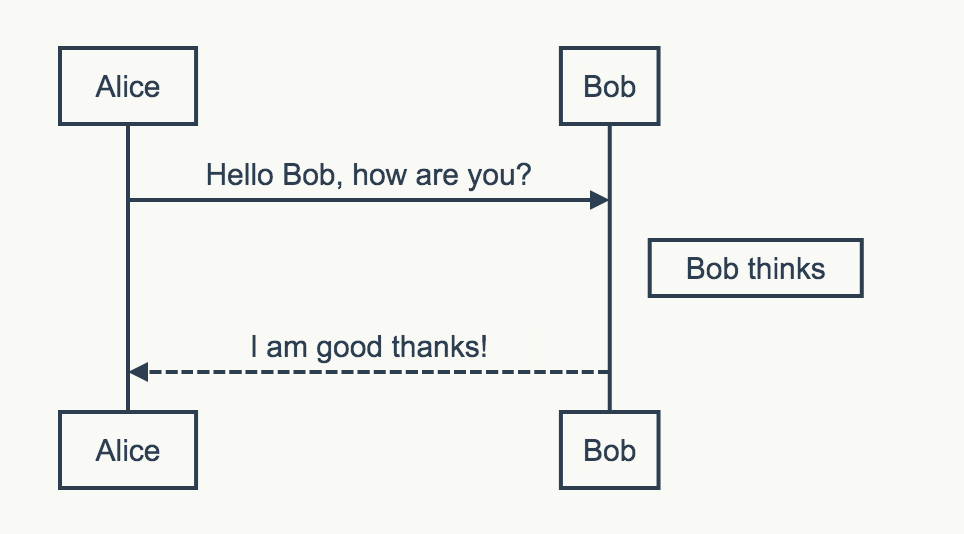 Alice
Bob
Hello Bob, how are you?
Bob thinks
I am good thanks!
Alice
Bob